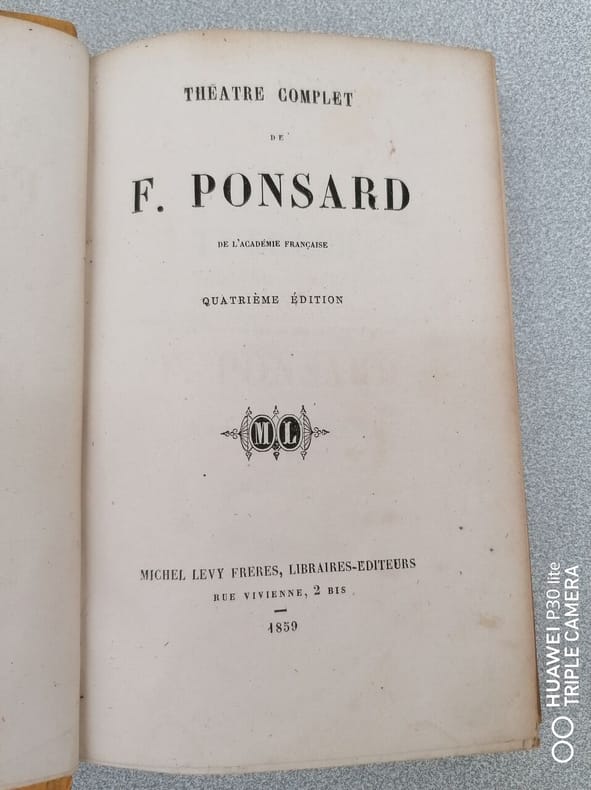 THÉATRE COMPLET
DE
F. PONSARD
DE L'ACADÉMIE FRANÇAISE
QUATRIÈME ÉDITION
M L
MICHEL LEVY FRERES, LIBRAIRES-EDITEURS
RUE VIVIENNE, 2 BIS
1859
HUAWEI P30 lite
TRIPLE CAMERA